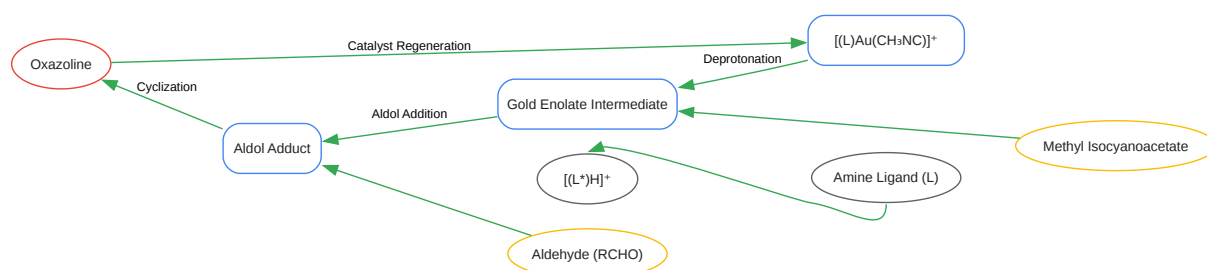 [(L)Au(CH₃NC)]⁺
Catalyst Regeneration
Oxazoline
Deprotonation
Cyclization
Gold Enolate Intermediate
Aldol Addition
Aldol Adduct
Methyl Isocyanoacetate
[(L*)H]⁺
Amine Ligand (L)
Aldehyde (RCHO)